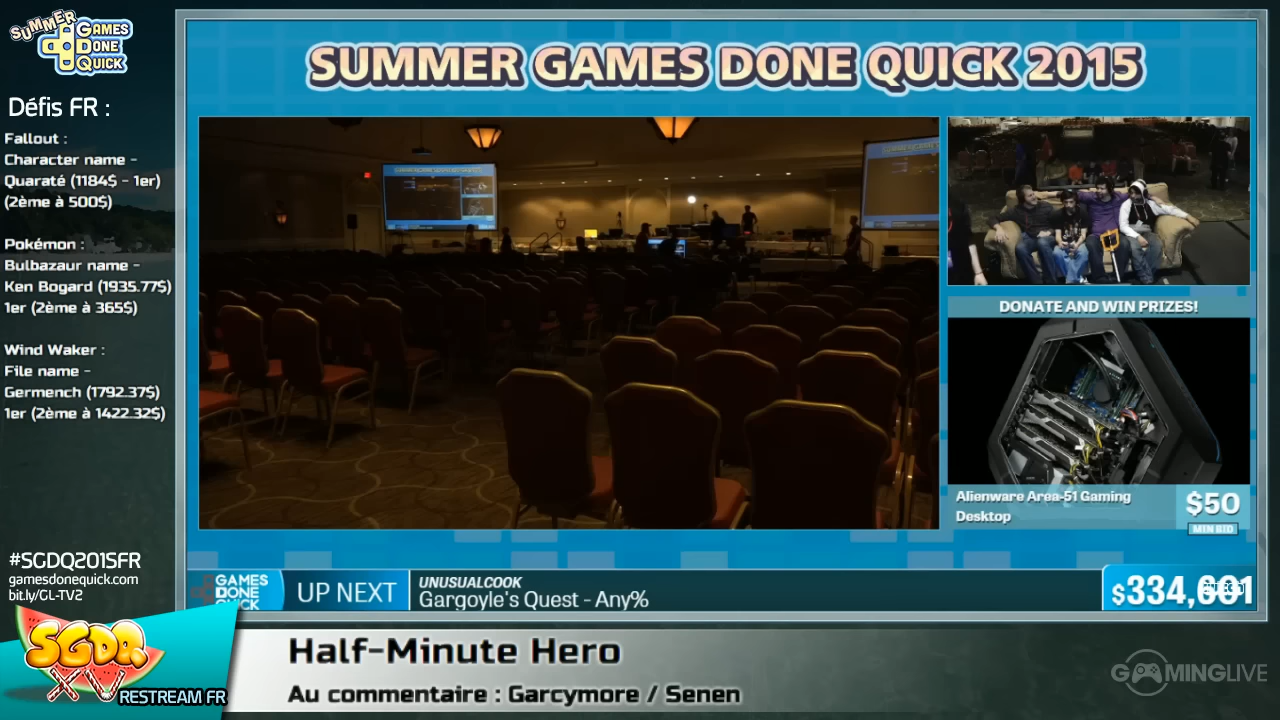 SUMMER
GAMES
DONE
QUICK
Défis FR :
Fallout :
Character name -
Quaraté (1184$ - 1er)
(2ème à 500$)
Pokémon :
Bulbazaur name -
Ken Bogard (1935.77$)
1er (2ème à 365$)
Wind Waker :
File name -
Germench (1792.37$)
1er (2ème à 1422.32$)
#SGDQ2015FR
gamesdonequick.com
bit.ly/GL-TV2
SGDQ
XV
RESTREAM FR
SUMMER GAMES DONE QUICK 2015
DONATE AND WIN PRIZES!
Alienware Area-51 Gaming
Desktop
$50
MIN BID
GAMES
DONE
QUICK
UP NEXT
UNUSUALCOOK
Gargoyle's Quest - Any%
$334,661
Half-Minute Hero
Au commentaire : Garcymore / Senen
GAMINGLIVE